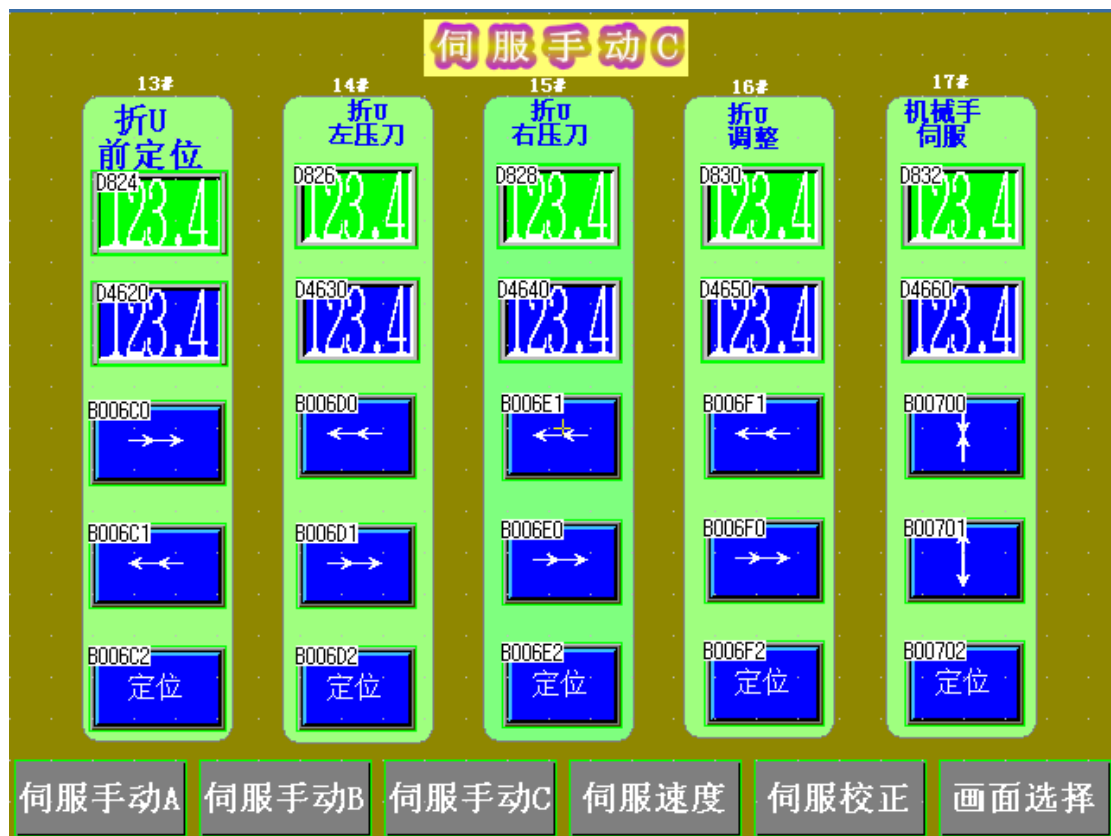 伺服手动C
13#
14#
15#
16#
17#
折U
前定位
折U
左压刀
折U
右压刀
折U
调整
机械手
伺服
D824
123.4
D826
123.4
D828
123.4
D830
123.4
D832
123.4
D4620
123.4
D4630
123.4
D4640
123.4
D4650
123.4
D4660
123.4
B006C0
B006D0
B006E1
B006F1
B00700
B006C1
B006D1
B006E0
B006F0
B00701
B006C2
定位
B006D2
定位
B006E2
定位
B006F2
定位
B00702
定位
伺服手动A
伺服手动B
伺服手动C
伺服速度
伺服校正
画面选择